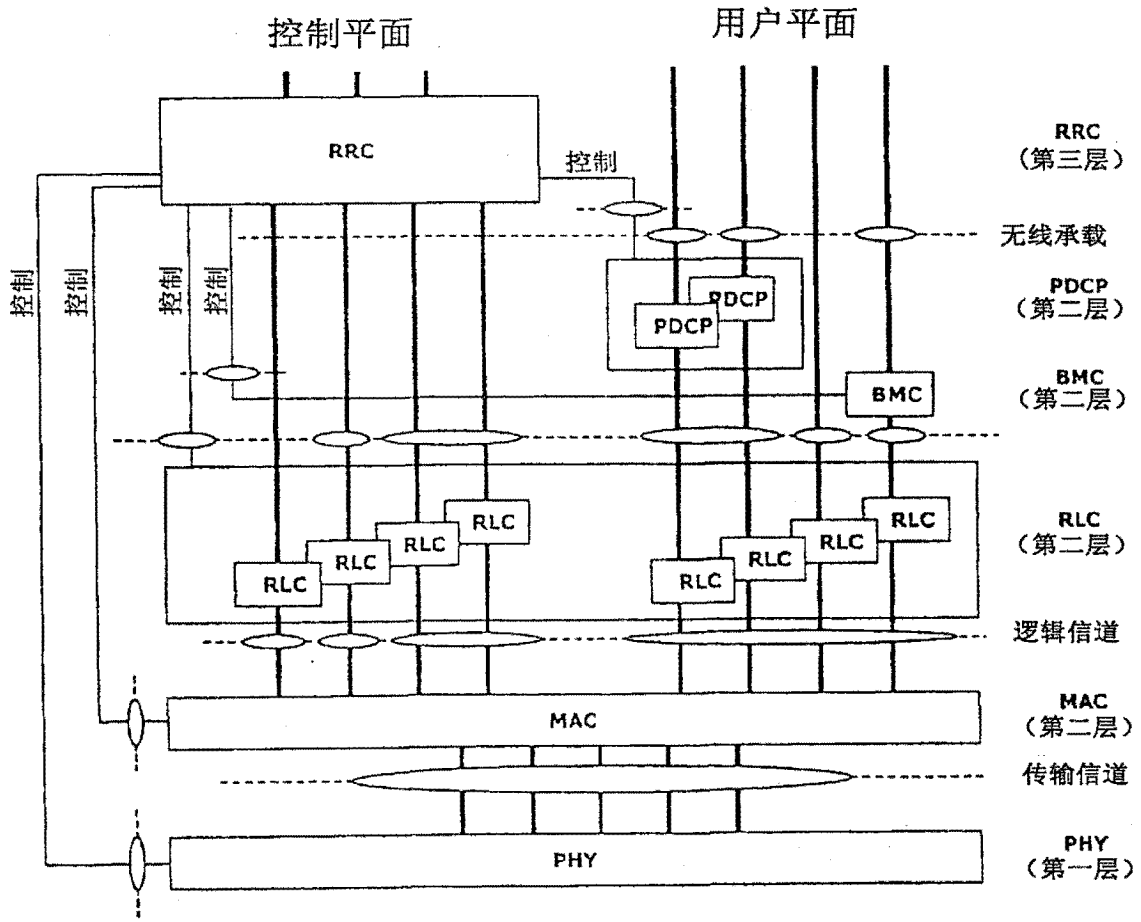 控制平面
用户平面
RRC
控制
RRC
（第三层）
无线承载
控制
控制
控制
控制
PDCP
PDCP
PDCP
（第二层）
BMC
BMC
（第二层）
RLC
RLC
RLC
RLC
RLC
RLC
RLC
RLC
RLC
（第二层）
逻辑信道
MAC
MAC
（第二层）
传输信道
PHY
PHY
（第一层）